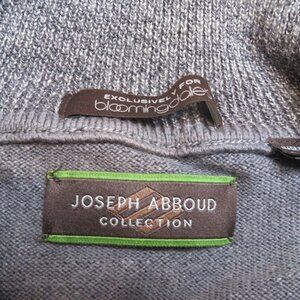 EXCLUSIVELY FOR
bloomingdale's
JOSEPH ABBOUD
COLLECTION